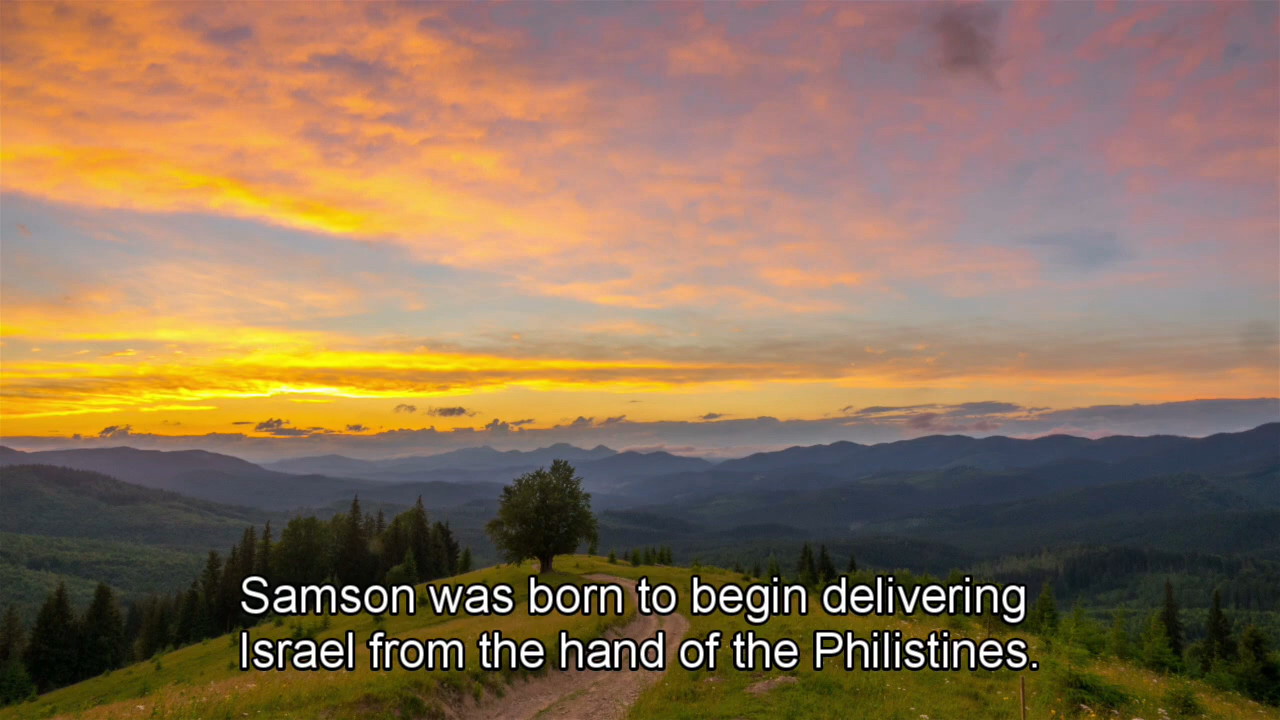 Samson was born to begin delivering
Israel from the hand of the Philistines.